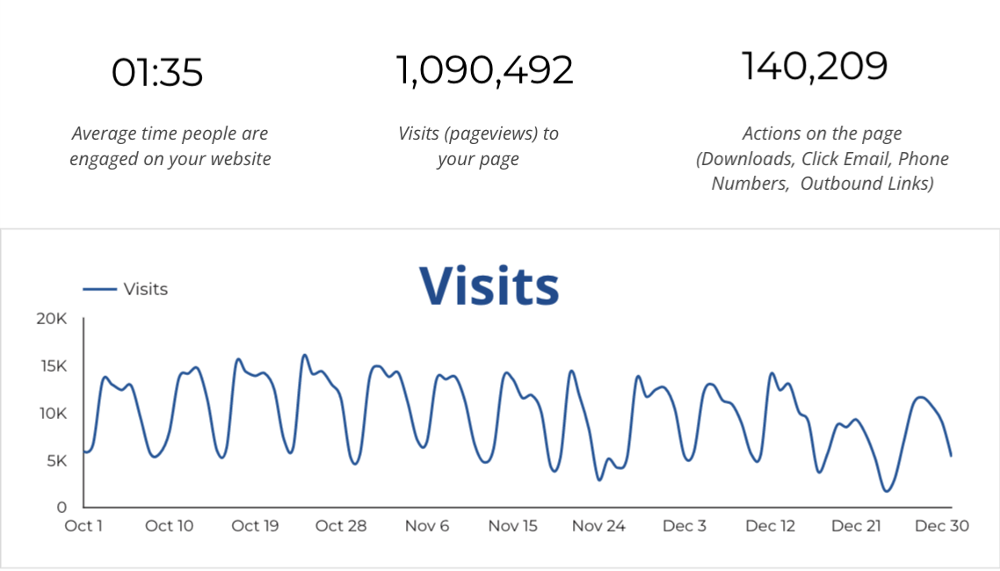 01:35
Average time people are
engaged on your website
1,090,492
Visits (pageviews) to
your page
140,209
Actions on the page
(Downloads, Click Email, Phone
Numbers,  Outbound Links)
Visits
Visits
20K
15K
10K
5K
0
Oct 1 Oct 10 Oct 19 Oct 28 Nov 6 Nov 15 Nov 24 Dec 3 Dec 12 Dec 21 Dec 30